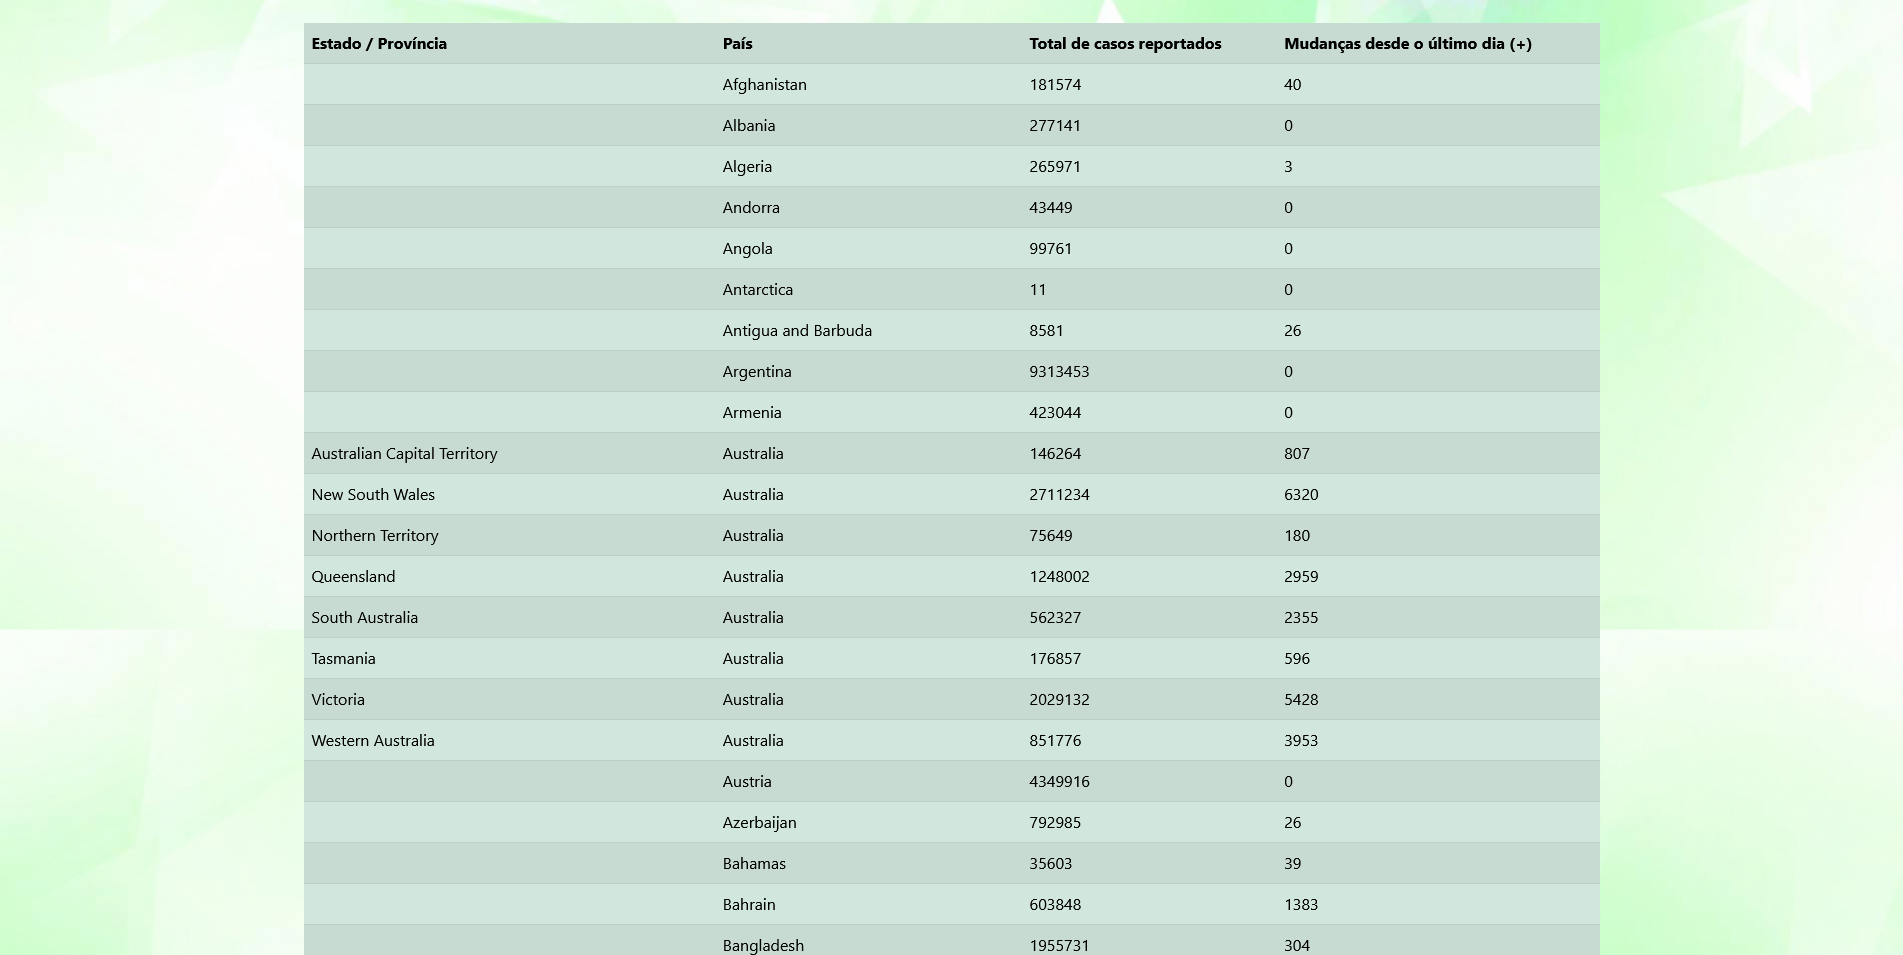 Estado / Província País Total de casos reportados Mudanças desde o último dia (+)
Afghanistan 181574 40
Albania 277141 0
Algeria 265971 3
Andorra 43449 0
Angola 99761 0
Antarctica 11 0
Antigua and Barbuda 8581 26
Argentina 9313453 0
Armenia 423044 0
Australian Capital Territory Australia 146264 807
New South Wales Australia 2711234 6320
Northern Territory Australia 75649 180
Queensland Australia 1248002 2959
South Australia Australia 562327 2355
Tasmania Australia 176857 596
Victoria Australia 2029132 5428
Western Australia Australia 851776 3953
Austria 4349916 0
Azerbaijan 792985 26
Bahamas 35603 39
Bahrain 603848 1383
Bangladesh 1955731 304